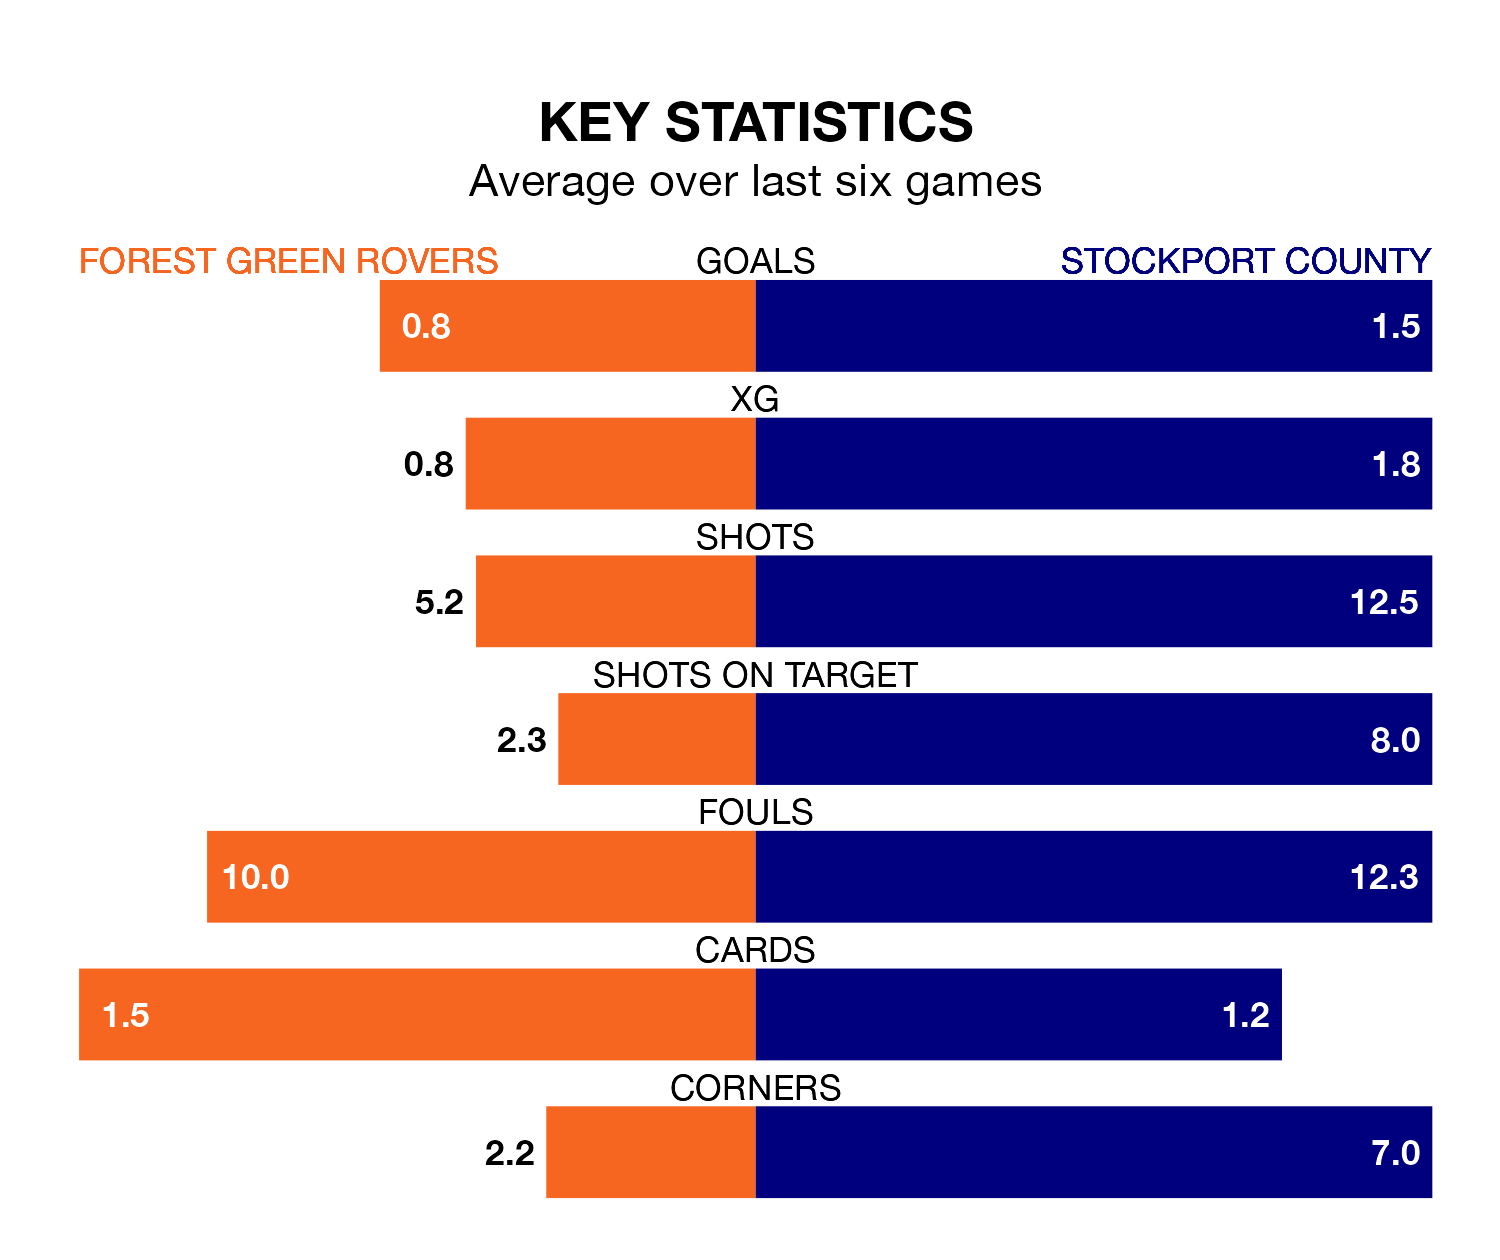 KEY STATISTICS
Average over last six games
FOREST GREEN ROVERS GOALS STOCKPORT COUNTY
0.8 1.5
XG
0.8 1.8
SHOTS
5.2 12.5
SHOTS ON TARGET
2.3 8.0
FOULS
10.0 12.3
CARDS
1.5 1.2
CORNERS
2.2 7.0